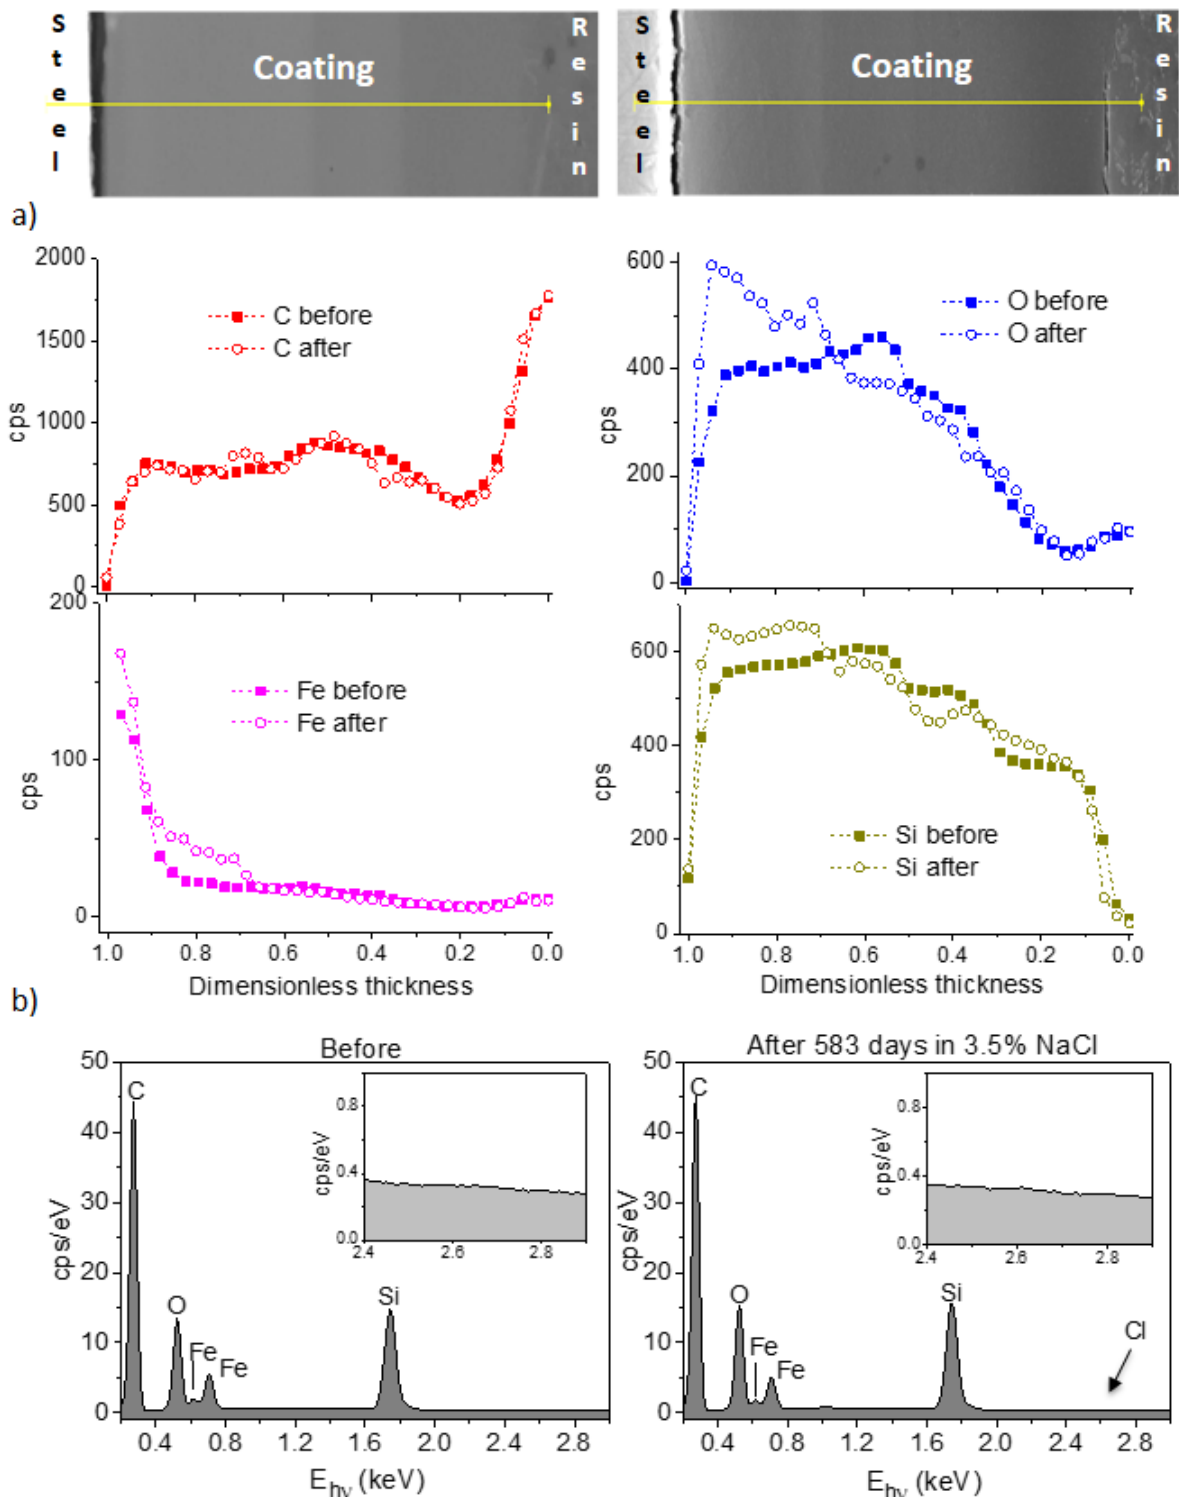 Steel
Coating
Resin
Steel
Coating
Resin
a)
2000
1500
1000
500
0
cps
C before
C after
600
400
200
0
cps
O before
O after
200
100
0
cps
Fe before
Fe after
1.0 0.8 0.6 0.4 0.2 0.0
Dimensionless thickness
600
400
200
0
cps
Si before
Si after
1.0 0.8 0.6 0.4 0.2 0.0
Dimensionless thickness
b)
Before
50
40
30
20
10
0
cps/eV
C
O
Fe
Fe
Si
0.8
0.4
0.0
cps/eV
2.4 2.6 2.8
0.4 0.8 1.2 1.6 2.0 2.4 2.8
E_hν (keV)
After 583 days in 3.5% NaCl
50
40
30
20
10
0
cps/eV
C
O
Fe
Fe
Si
Cl
0.8
0.4
0.0
cps/eV
2.4 2.6 2.8
0.4 0.8 1.2 1.6 2.0 2.4 2.8
E_hν (keV)